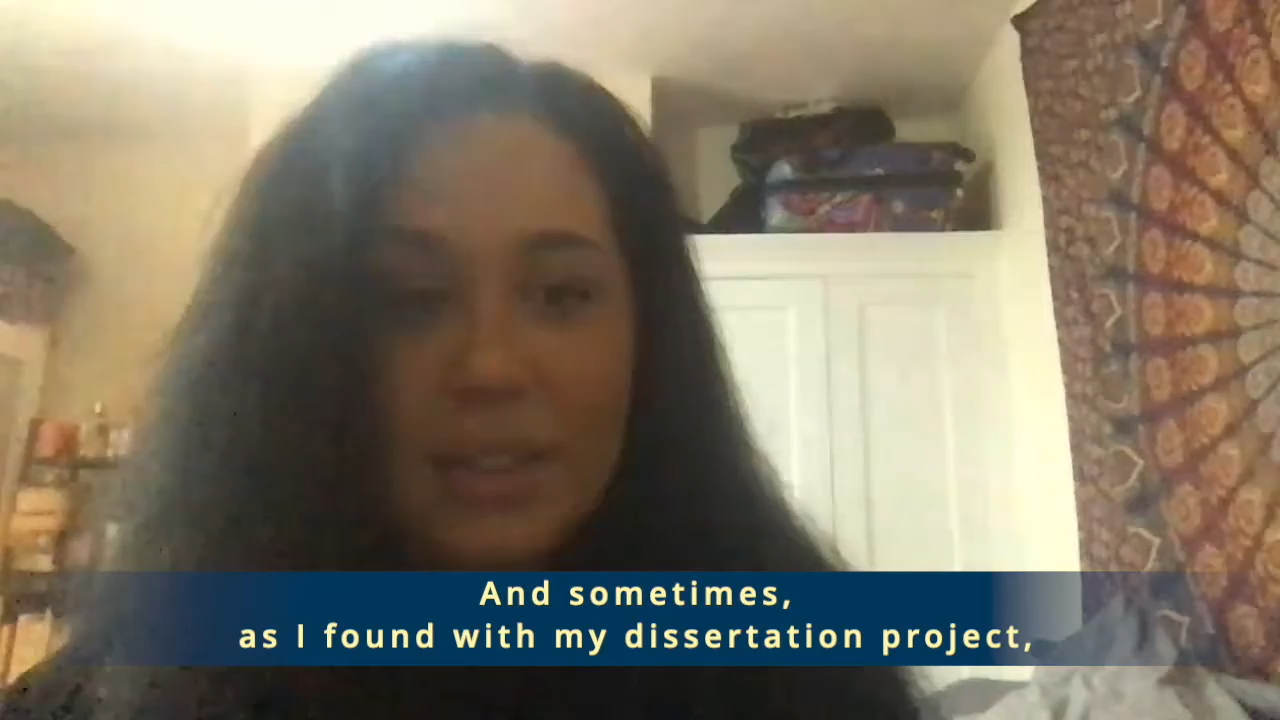 And sometimes,
as I found with my dissertation project,